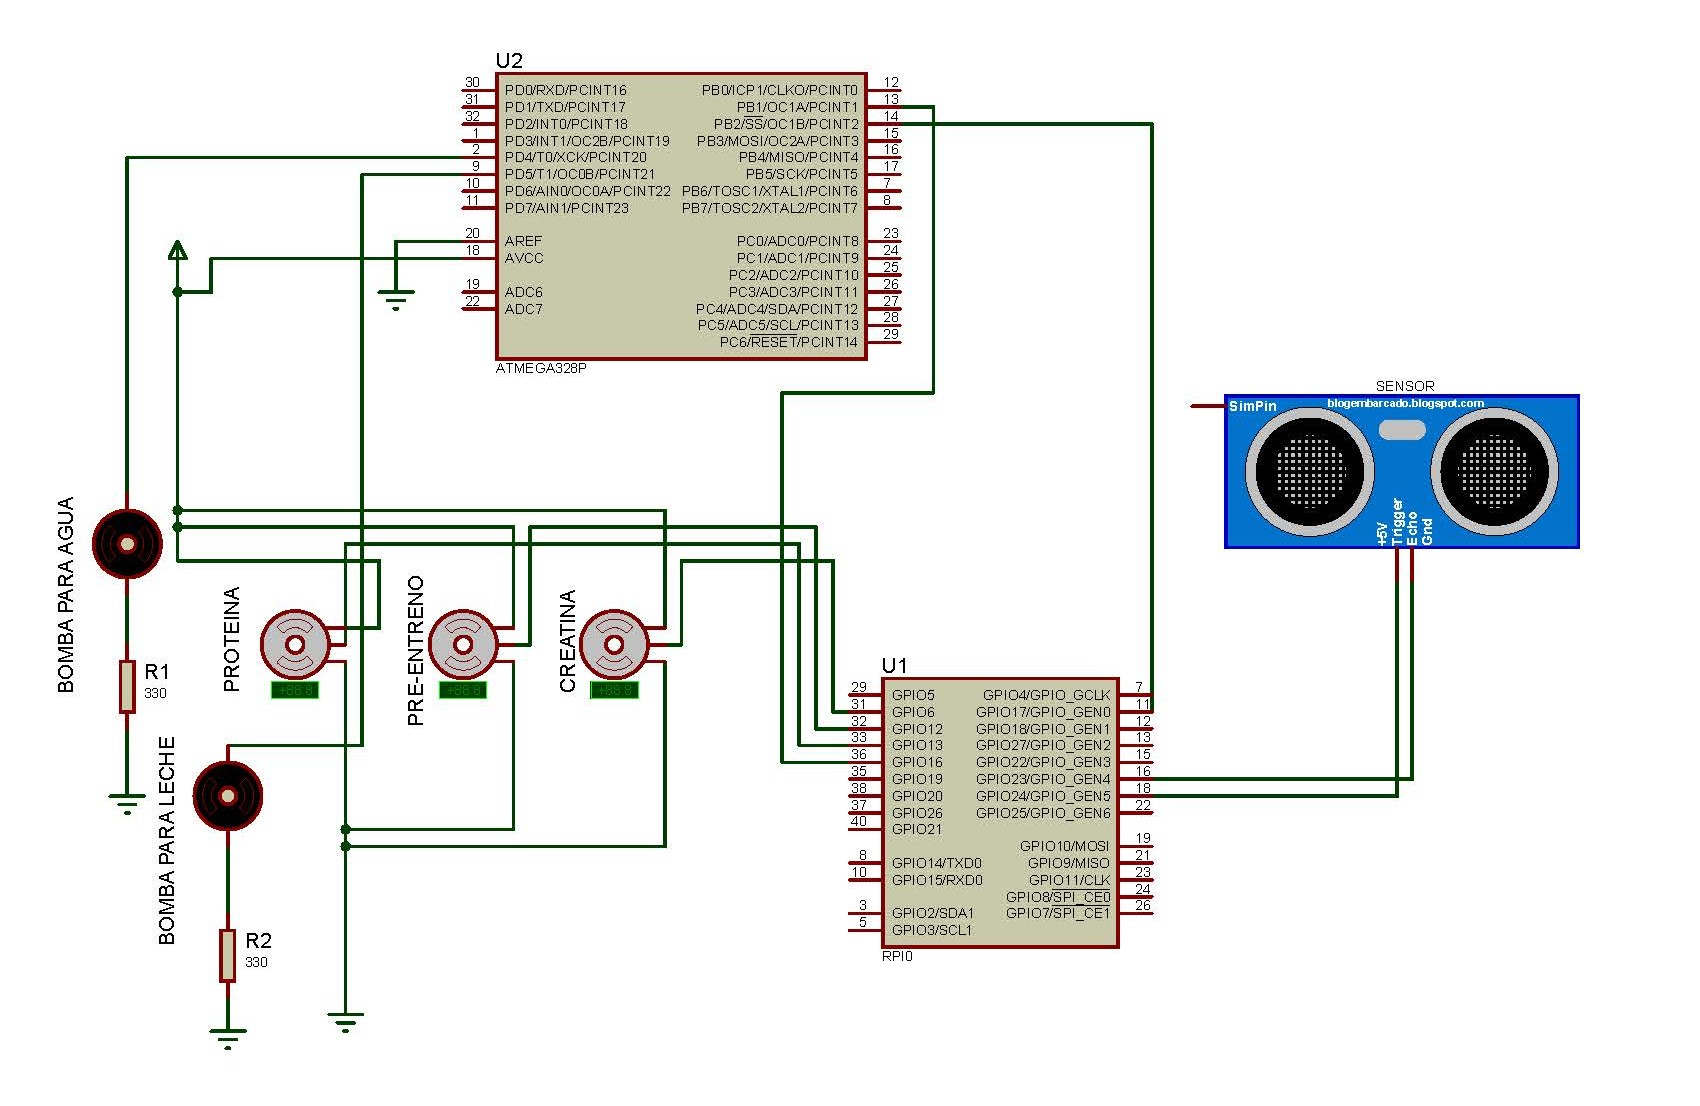 U2
30 PD0/RXD/PCINT16 PB0/ICP1/CLKO/PCINT0 12
31 PD1/TXD/PCINT17 PB1/OC1A/PCINT1 13
32 PD2/INT0/PCINT18 PB2/SS/OC1B/PCINT2 14
1 PD3/INT1/OC2B/PCINT19 PB3/MOSI/OC2A/PCINT3 15
2 PD4/T0/XCK/PCINT20 PB4/MISO/PCINT4 16
9 PD5/T1/OC0B/PCINT21 PB5/SCK/PCINT5 17
10 PD6/AIN0/OC0A/PCINT22 PB6/TOSC1/XTAL1/PCINT6 7
11 PD7/AIN1/PCINT23 PB7/TOSC2/XTAL2/PCINT7 8
20 AREF PC0/ADC0/PCINT8 23
18 AVCC PC1/ADC1/PCINT9 24
PC2/ADC2/PCINT10 25
19 ADC6 PC3/ADC3/PCINT11 26
22 ADC7 PC4/ADC4/SDA/PCINT12 27
PC5/ADC5/SCL/PCINT13 28
PC6/RESET/PCINT14 29
ATMEGA328P
SENSOR
SimPin
blogembarcado.blogspot.com
+5V
Trigger
Echo
Gnd
BOMBA PARA AGUA
R1
330
PROTEINA
PRE-ENTRENO
CREATINA
BOMBA PARA LECHE
R2
330
U1
29 GPIO5 GPIO4/GPIO_GCLK 7
31 GPIO6 GPIO17/GPIO_GEN0 11
32 GPIO12 GPIO18/GPIO_GEN1 12
33 GPIO13 GPIO27/GPIO_GEN2 13
36 GPIO16 GPIO22/GPIO_GEN3 15
35 GPIO19 GPIO23/GPIO_GEN4 16
38 GPIO20 GPIO24/GPIO_GEN5 18
37 GPIO26 GPIO25/GPIO_GEN6 22
40 GPIO21
GPIO10/MOSI 19
8 GPIO14/TXD0 GPIO9/MISO 21
10 GPIO15/RXD0 GPIO11/CLK 23
GPIO8/SPI_CE0 24
3 GPIO2/SDA1 GPIO7/SPI_CE1 26
5 GPIO3/SCL1
RPI0